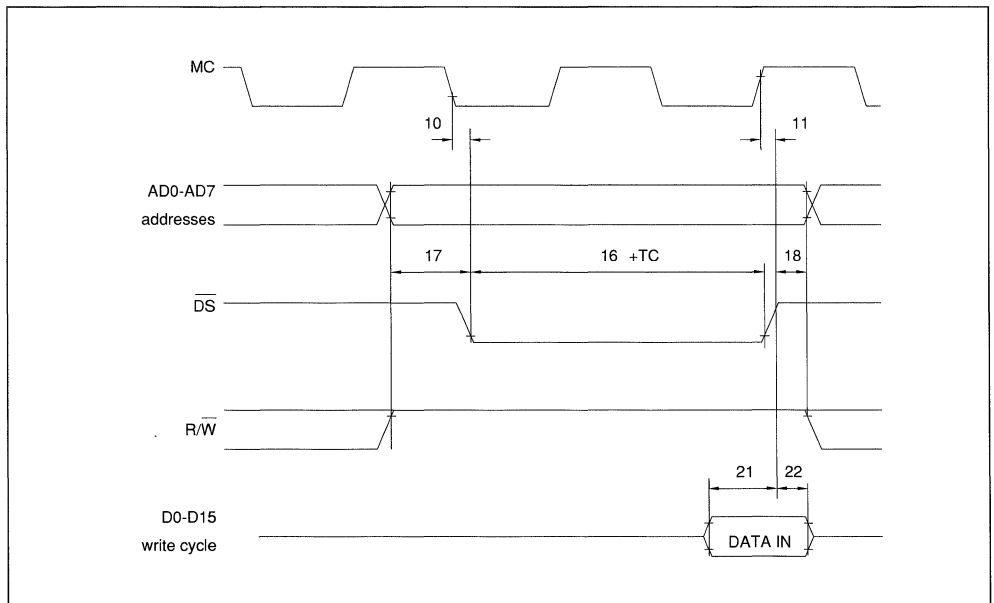 MC
10
11
AD0-AD7
addresses
17
16 +TC
18
DS
R/W
21
22
D0-D15
write cycle
DATA IN